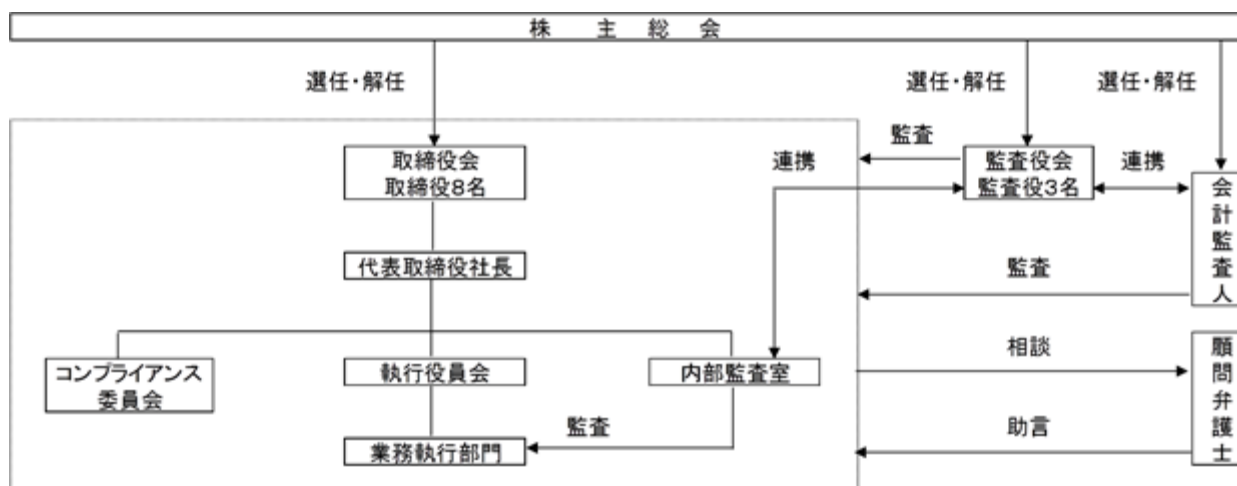 株主総会
選任・解任
選任・解任
選任・解任
取締役会
取締役8名
監査
連携
監査役会
監査役3名
連携
会計監査人
代表取締役社長
監査
コンプライアンス
委員会
執行役員会
内部監査室
相談
顧問弁護士
監査
助言
業務執行部門